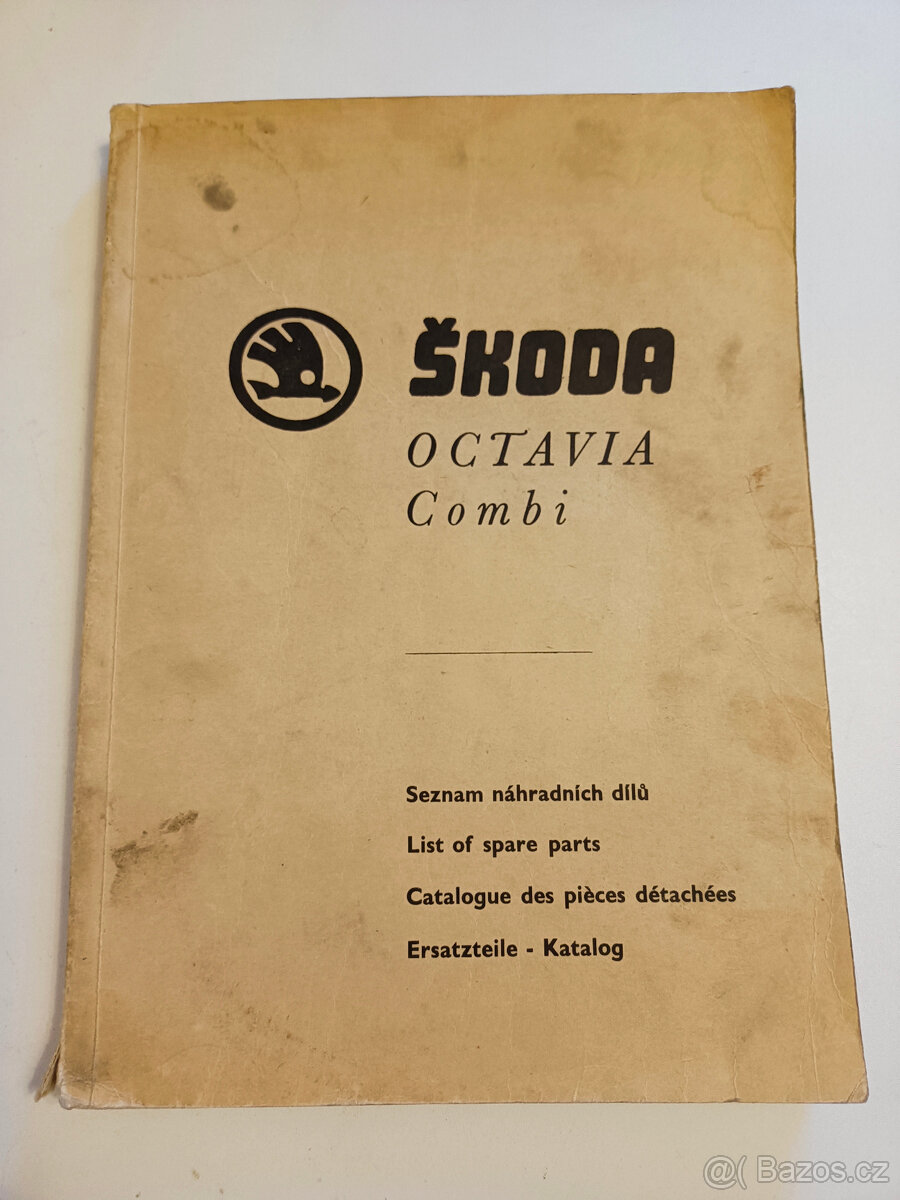 ŠKODA
OCTAVIA
Combi
Seznam náhradních dílů
List of spare parts
Catalogue des pièces détachées
Ersatzteile - Katalog
@( Bazos.cz